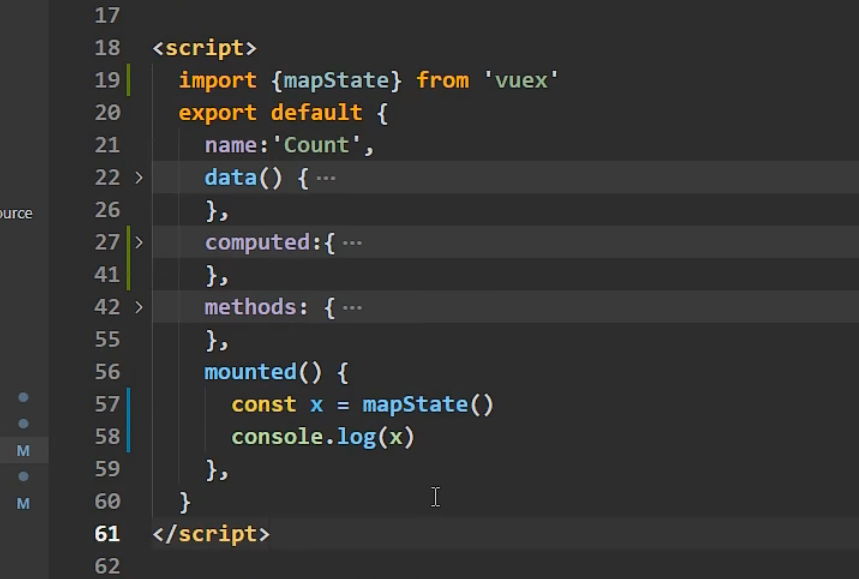 17
18 <script>
19 import {mapState} from 'vuex'
20 export default {
21 name:'Count',
22 > data() { ···
ource
26 },
27 > computed:{ ···
41 },
42 > methods: { ···
55 },
56 mounted() {
57 const x = mapState()
58 console.log(x)
M
59 },
60 }
M
61 </script>
62